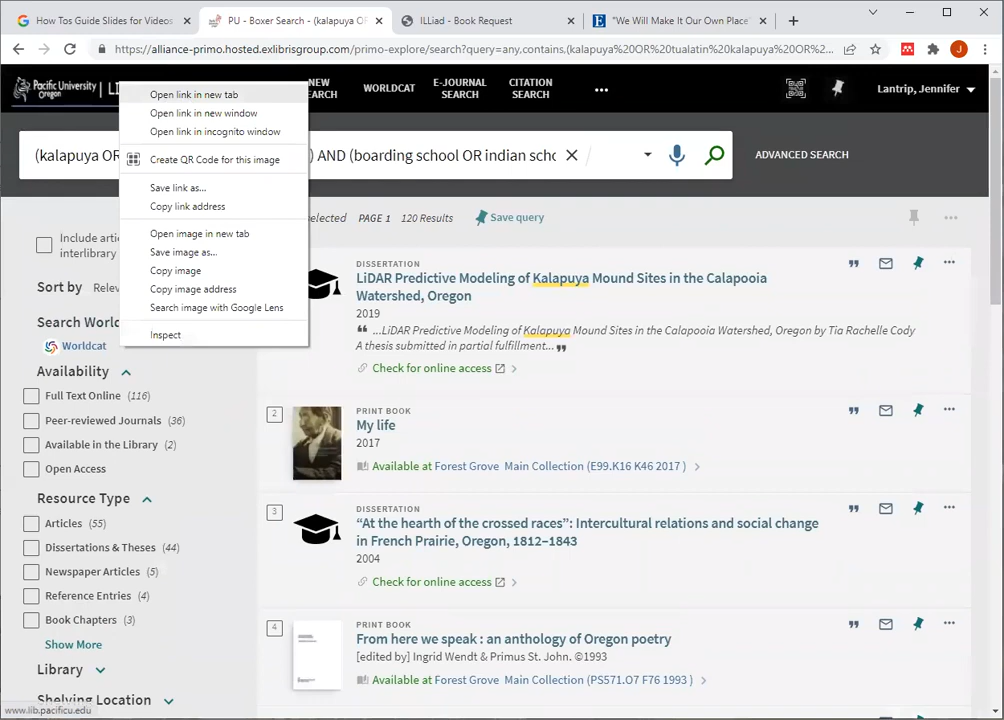 How Tos Guide Slides for Videos
PU - Boxer Search - (kalapuya O
ILLiad - Book Request
"We Will Make It Our Own Place"
https://alliance-primo.hosted.exlibrisgroup.com/primo-explore/search?query=any,contains,(kalapuya%20OR%20tualatin%20kalapuya%20OR%2...
J
Pacific University
Oregon
LI
NEW
EARCH
WORLDCAT
E-JOURNAL
SEARCH
CITATION
SEARCH
Lantrip, Jennifer
Open link in new tab
Open link in new window
Open link in incognito window
Create QR Code for this image
Save link as...
Copy link address
Open image in new tab
Save image as...
Copy image
Copy image address
Search image with Google Lens
Inspect
(kalapuya OR
) AND (boarding school OR indian scho
ADVANCED SEARCH
elected PAGE 1 120 Results Save query
Include arti
interlibrary
Sort by Relev
Search World
Worldcat
Availability
Full Text Online (116)
Peer-reviewed Journals (36)
Available in the Library (2)
Open Access
Resource Type
Articles (55)
Dissertations & Theses (44)
Newspaper Articles (5)
Reference Entries (4)
Book Chapters (3)
Show More
Library
Shelving Location
www.lib.pacificu.edu
DISSERTATION
LiDAR Predictive Modeling of Kalapuya Mound Sites in the Calapooia
Watershed, Oregon
2019
...LiDAR Predictive Modeling of Kalapuya Mound Sites in the Calapooia Watershed, Oregon by Tia Rachelle Cody
A thesis submitted in partial fulfillment...
Check for online access
2
PRINT BOOK
My life
2017
Available at Forest Grove Main Collection (E99.K16 K46 2017 )
3
DISSERTATION
“At the hearth of the crossed races”: Intercultural relations and social change
in French Prairie, Oregon, 1812–1843
2004
Check for online access
4
PRINT BOOK
From here we speak : an anthology of Oregon poetry
[edited by] Ingrid Wendt & Primus St. John. ©1993
Available at Forest Grove Main Collection (PS571.O7 F76 1993 )